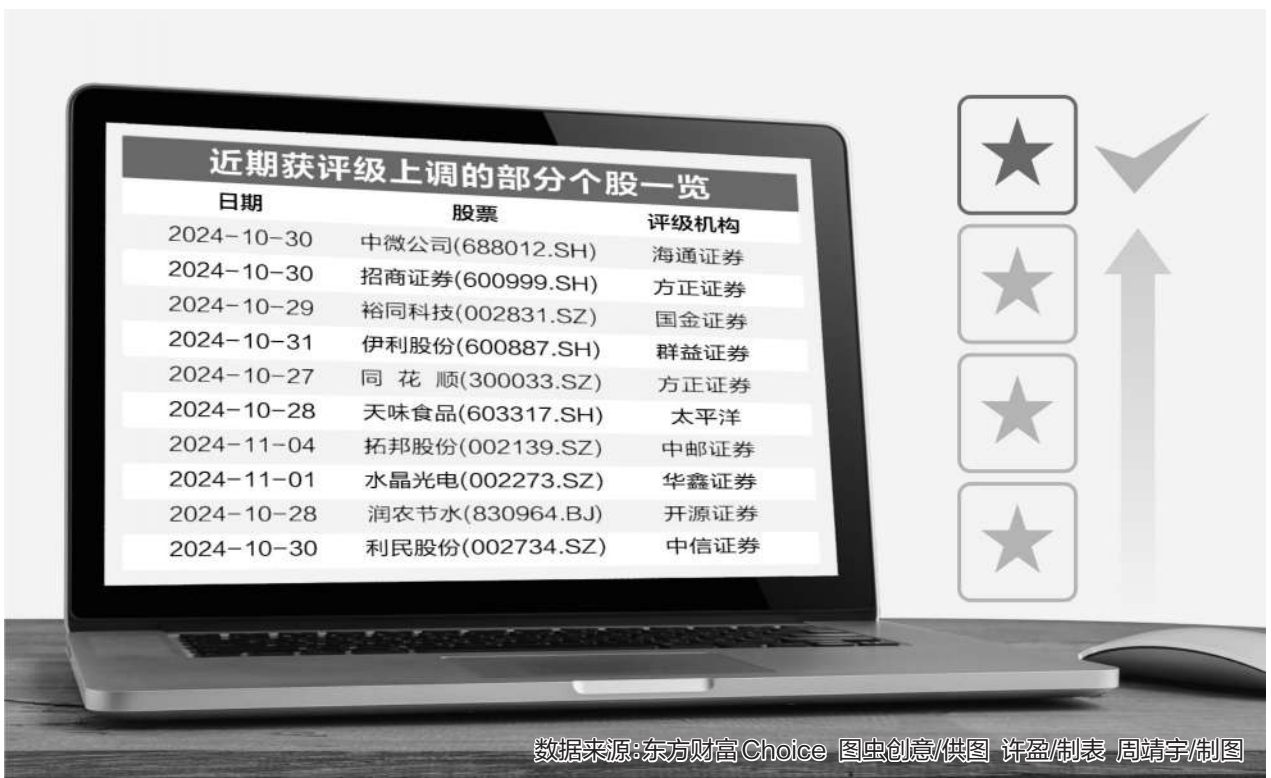 近期获评级上调的部分个股一览
日期 股票 评级机构
2024-10-30 中微公司(688012.SH) 海通证券
2024-10-30 招商证券(600999.SH) 方正证券
2024-10-29 裕同科技(002831.SZ) 国金证券
2024-10-31 伊利股份(600887.SH) 群益证券
2024-10-27 同 花 顺(300033.SZ) 方正证券
2024-10-28 天味食品(603317.SH) 太平洋
2024-11-04 拓邦股份(002139.SZ) 中邮证券
2024-11-01 水晶光电(002273.SZ) 华鑫证券
2024-10-28 润农节水(830964.BJ) 开源证券
2024-10-30 利民股份(002734.SZ) 中信证券
数据来源:东方财富Choice 图虫创意/供图 许盈/制表 周靖宇/制图